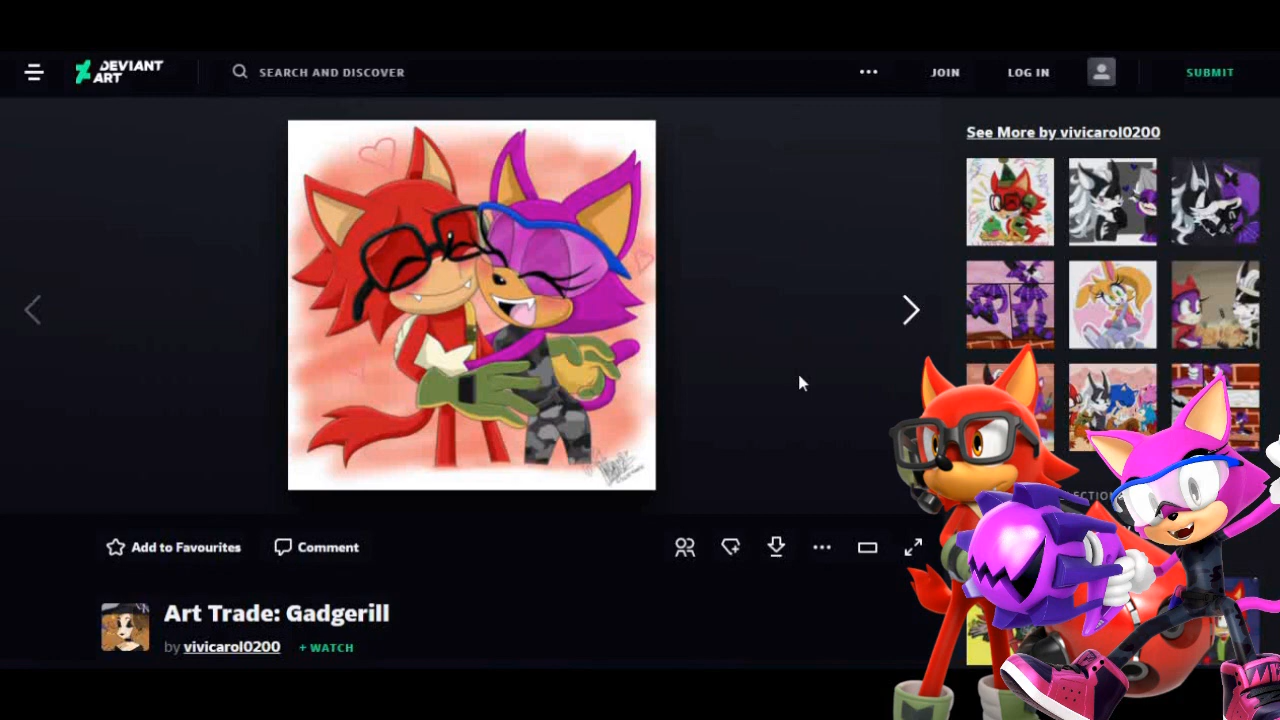 DEVIANT
ART
SEARCH AND DISCOVER
JOIN
LOG IN
SUBMIT
See More by vivicarol0200
Add to Favourites
Comment
Art Trade: Gadgerill
by vivicarol0200
+ WATCH